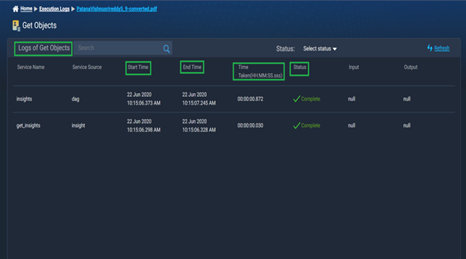 Home ▶ Execution Logs ▶
Get Objects
Logs of Get Objects Search Status: Select status Refresh
Service Name Service Source Start Time End Time Time Taken(HH:MM:SS.sss) Status Input Output
insights dag 22 Jun 2020 10:15:06.373 AM 22 Jun 2020 10:15:07.245 AM 00:00:00.872 Complete null null
get_insights insight 22 Jun 2020 10:15:06.298 AM 22 Jun 2020 10:15:06.328 AM 00:00:00.030 Complete null null